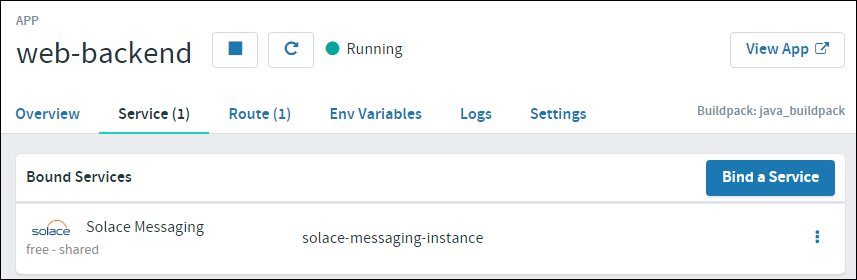 APP
web-backend
Running
View App
Overview
Service (1)
Route (1)
Env Variables
Logs
Settings
Buildpack: java_buildpack
Bound Services
Bind a Service
solace
Solace Messaging
free - shared
solace-messaging-instance